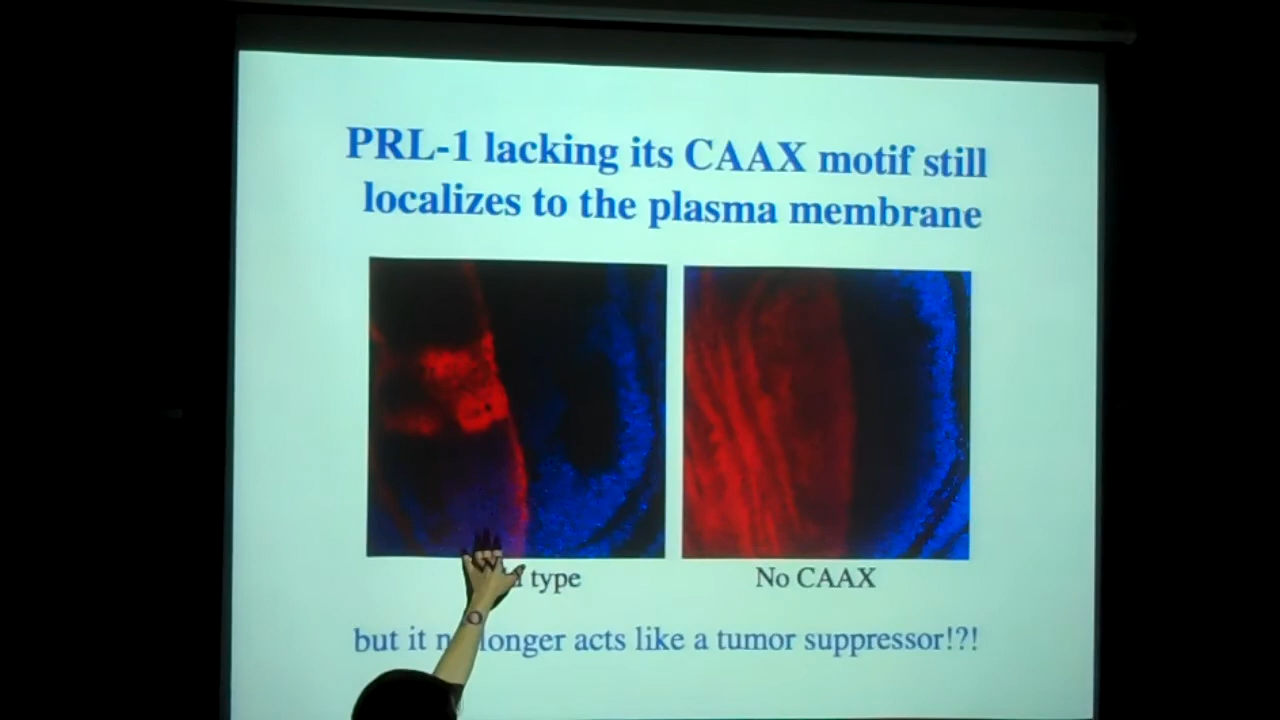 PRL-1 lacking its CAAX motif still
localizes to the plasma membrane
type
No CAAX
but it longer acts like a tumor suppressor!?!